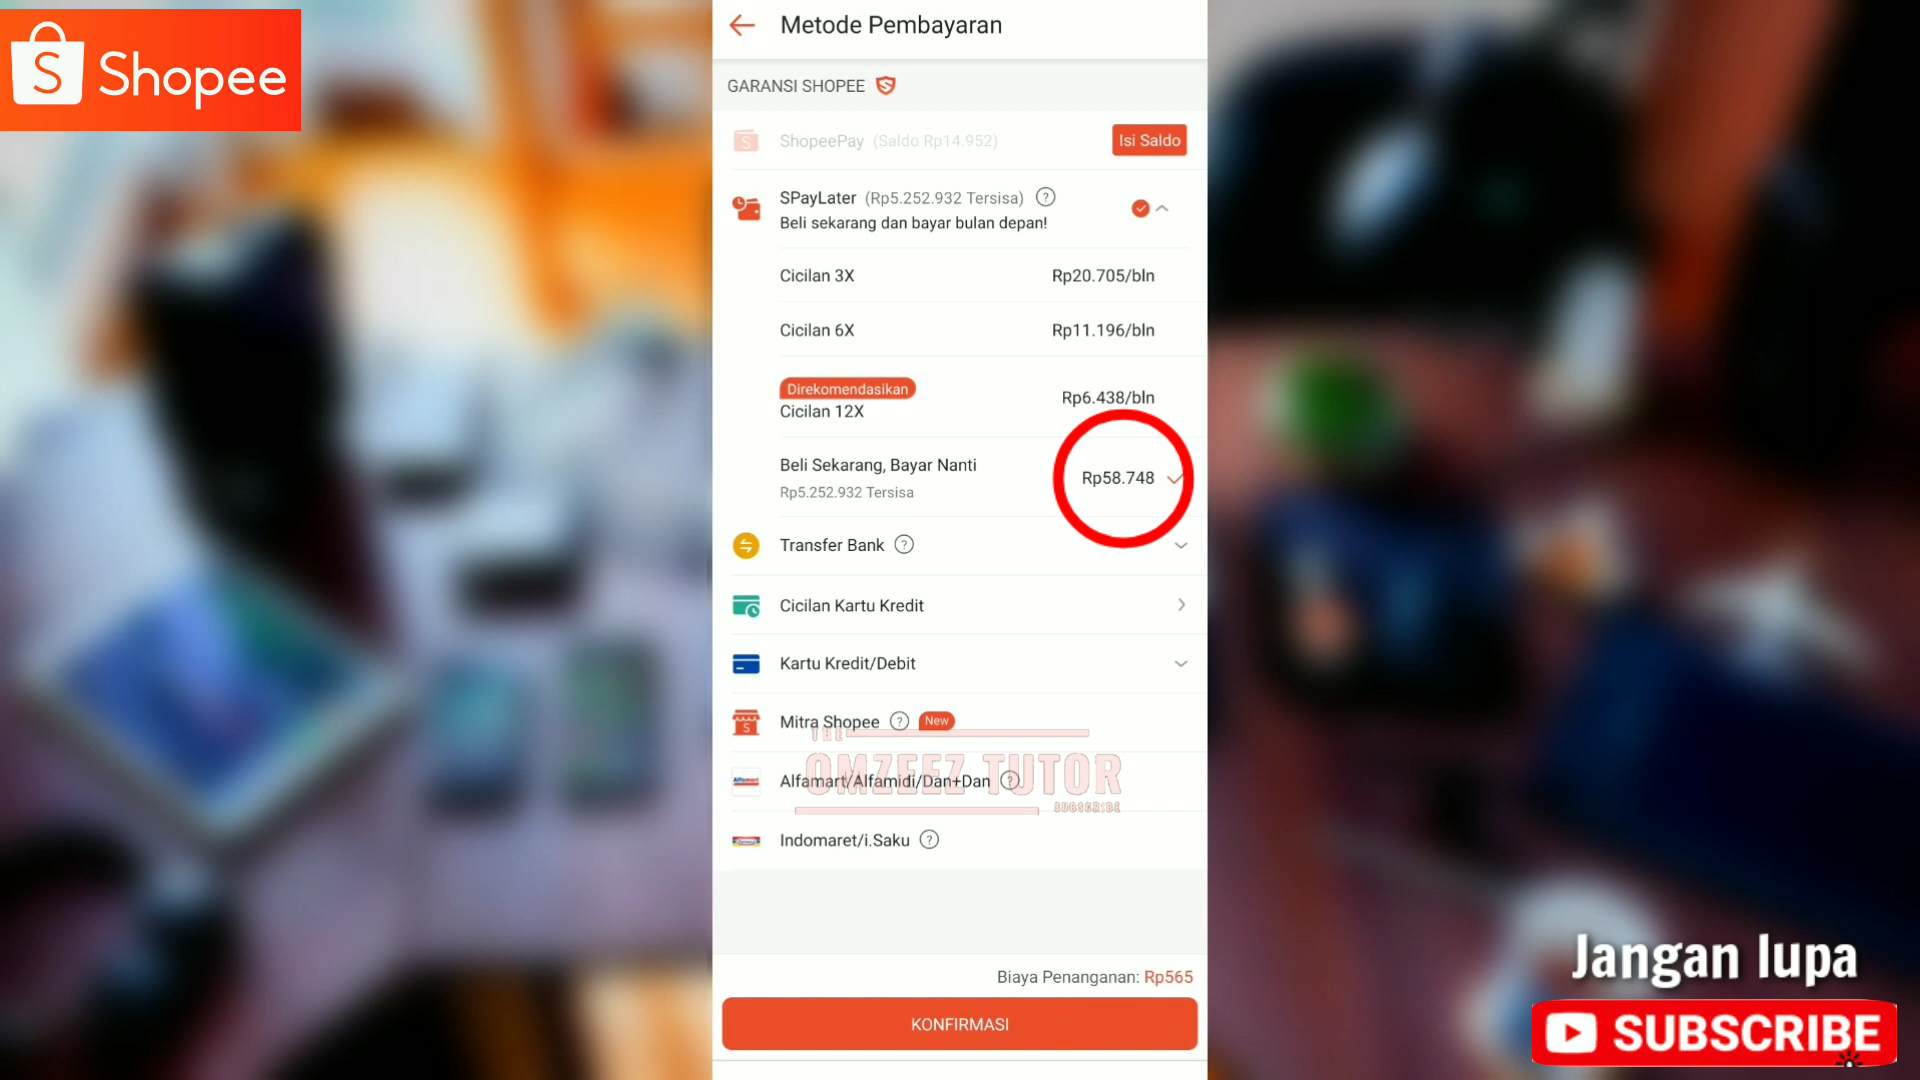 S Shopee
Metode Pembayaran
GARANSI SHOPEE
ShopeePay (Saldo Rp14.952) Isi Saldo
SPayLater (Rp5.252.932 Tersisa) ?
Beli sekarang dan bayar bulan depan!
Cicilan 3X Rp20.705/bln
Cicilan 6X Rp11.196/bln
Direkomendasikan
Cicilan 12X Rp6.438/bln
Beli Sekarang, Bayar Nanti Rp58.748
Rp5.252.932 Tersisa
Transfer Bank ?
Cicilan Kartu Kredit
Kartu Kredit/Debit
Mitra Shopee ? New
THE
OMZEEZ TUTOR
SUBSCRIBE
Alfamart/Alfamidi/Dan+Dan ?
Indomaret/i.Saku ?
Biaya Penanganan: Rp565
KONFIRMASI
Jangan lupa
SUBSCRIBE